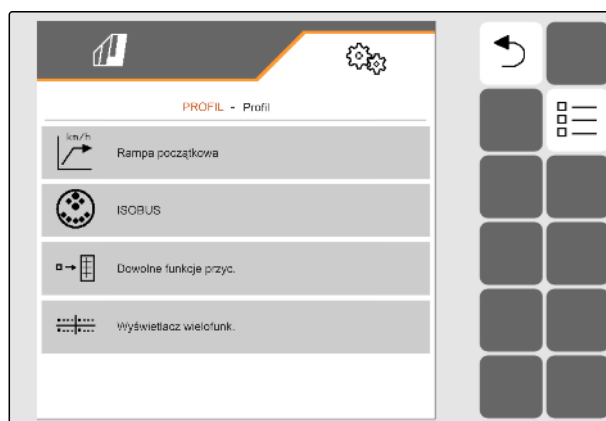 PROFIL - Profil
km/h
Rampa początkowa
ISOBUS
Dowolne funkcje przyc.
Wyświetlacz wielofunk.